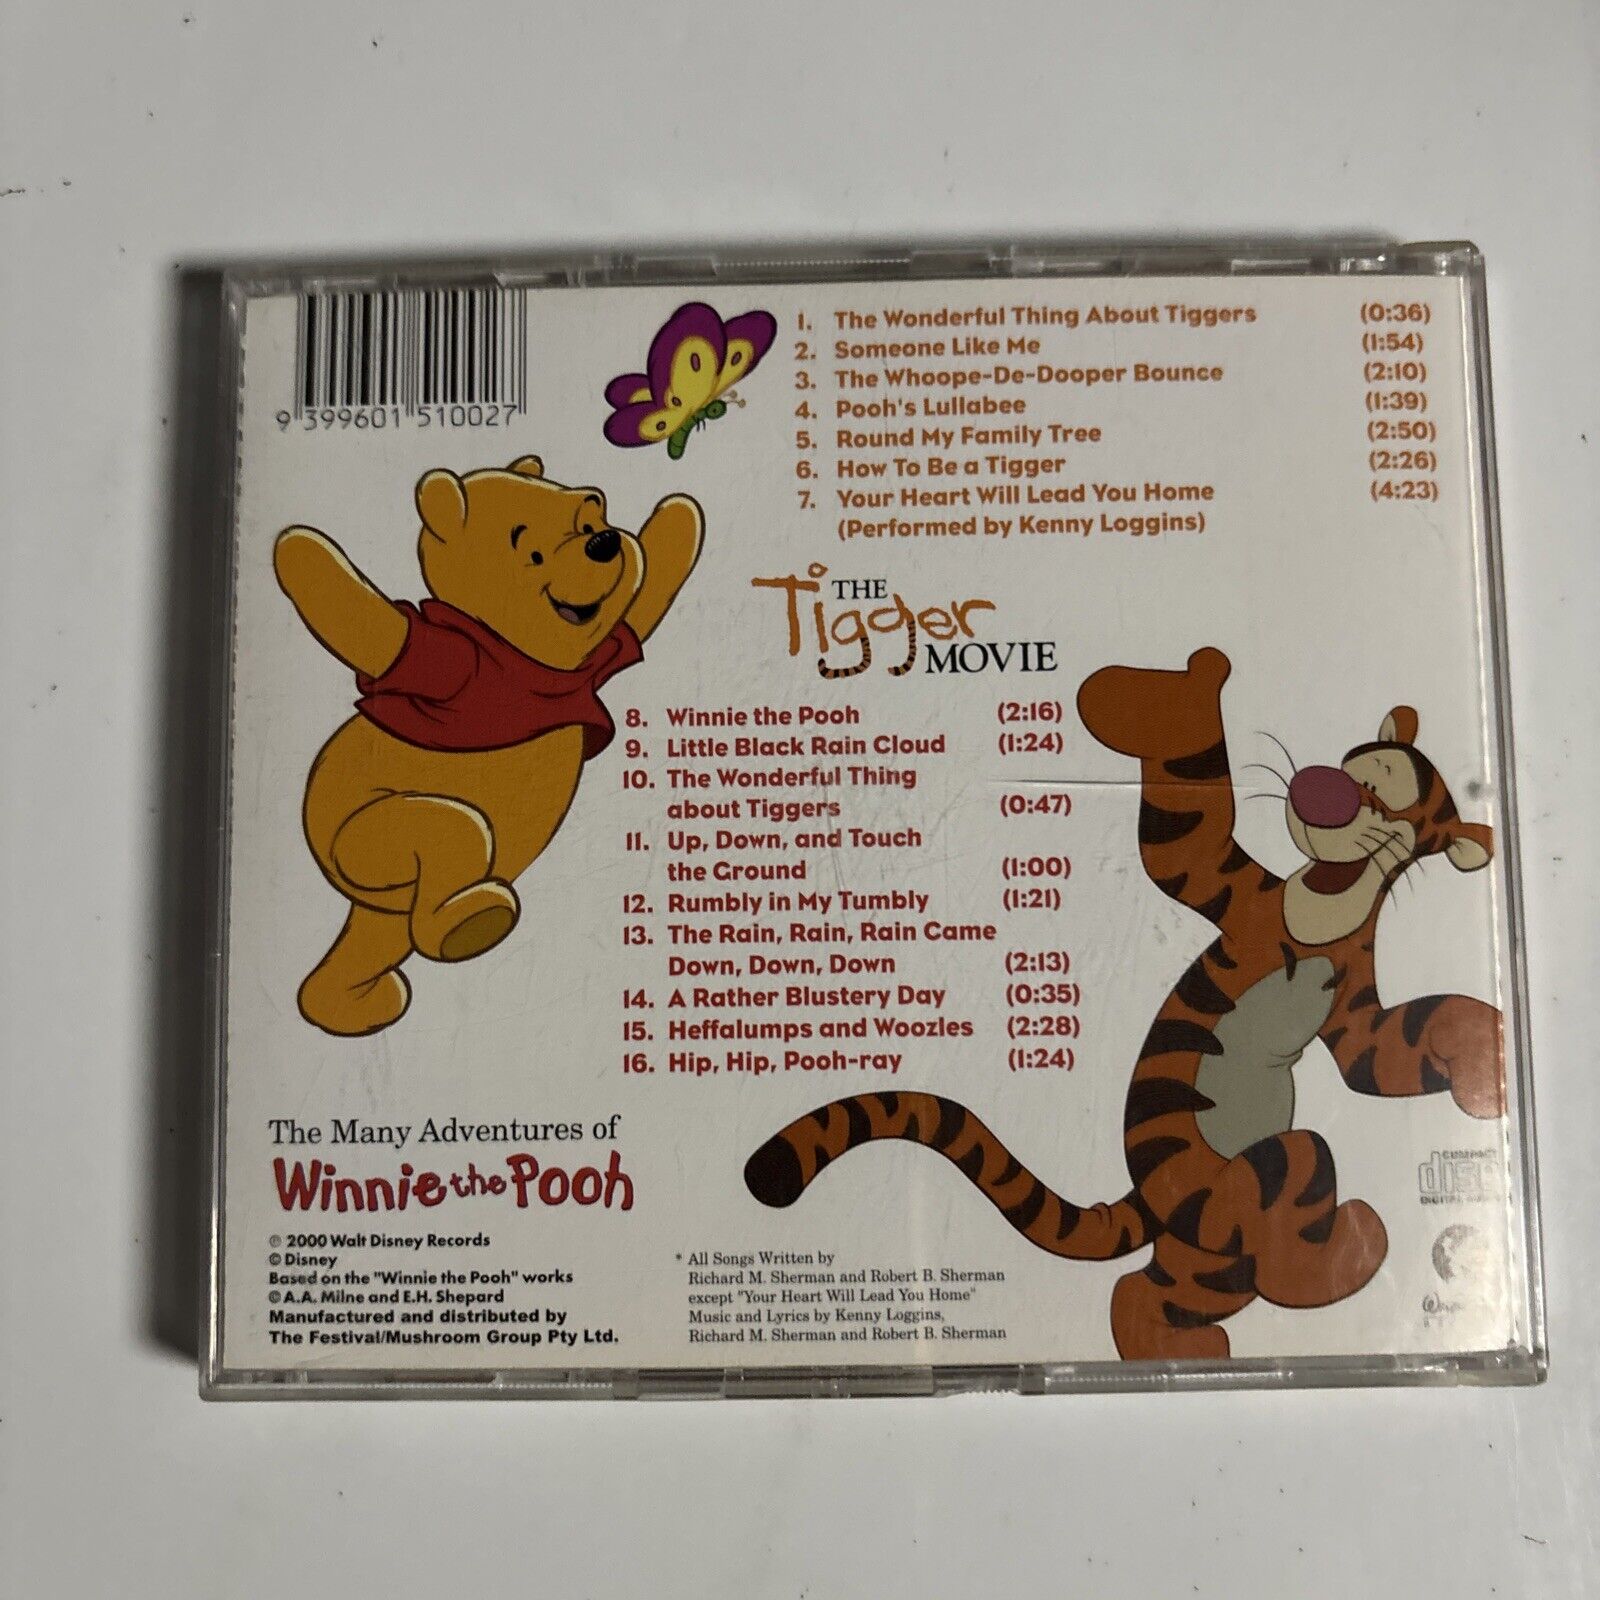 9 399601 510027
1. The Wonderful Thing About Tiggers (0:36)
2. Someone Like Me (1:54)
3. The Whoope-De-Dooper Bounce (2:10)
4. Pooh's Lullabee (1:39)
5. Round My Family Tree (2:50)
6. How To Be a Tigger (2:26)
7. Your Heart Will Lead You Home (4:23)
(Performed by Kenny Loggins)
THE
Tigger
MOVIE
8. Winnie the Pooh (2:16)
9. Little Black Rain Cloud (1:24)
10. The Wonderful Thing
about Tiggers (0:47)
11. Up, Down, and Touch
the Ground (1:00)
12. Rumbly in My Tumbly (1:21)
13. The Rain, Rain, Rain Came
Down, Down, Down (2:13)
14. A Rather Blustery Day (0:35)
15. Heffalumps and Woozles (2:28)
16. Hip, Hip, Pooh-ray (1:24)
The Many Adventures of
Winnie the Pooh
℗ 2000 Walt Disney Records
© Disney
Based on the "Winnie the Pooh" works
© A.A. Milne and E.H. Shepard
Manufactured and distributed by
The Festival/Mushroom Group Pty Ltd.
* All Songs Written by
Richard M. Sherman and Robert B. Sherman
except "Your Heart Will Lead You Home"
Music and Lyrics by Kenny Loggins,
Richard M. Sherman and Robert B. Sherman
COMPACT
disc
DIGITAL AUDIO